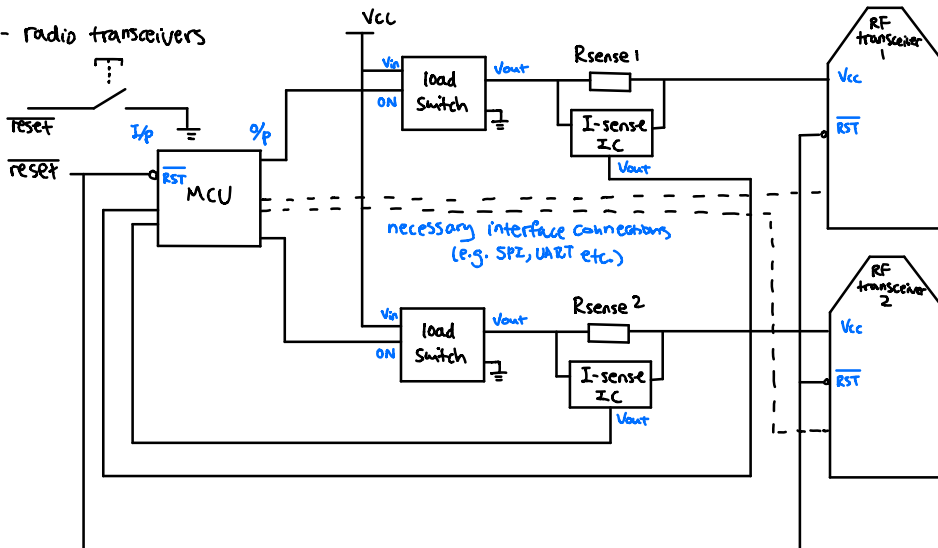 - radio transceivers
Vcc
RF
transceiver
1
Vin
load
switch
ON
Vout
Rsense 1
Vcc
I-sense
IC
Vout
RST
reset
I/p
O/p
reset
RST
MCU
necessary interface connections
(e.g. SPI, UART etc.)
RF
transceiver
2
Vin
load
switch
ON
Vout
Rsense 2
Vcc
I-sense
IC
Vout
RST